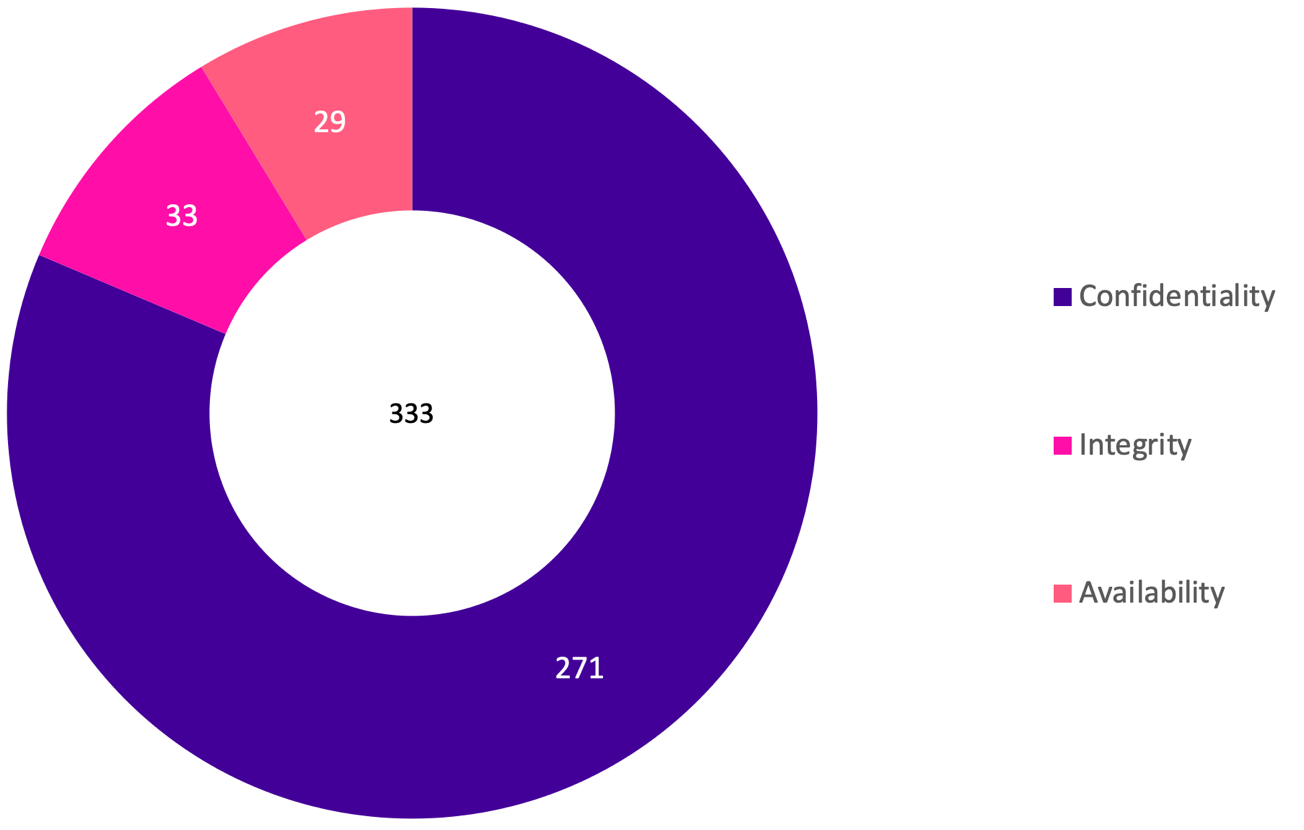 29
33
333
271
Confidentiality
Integrity
Availability